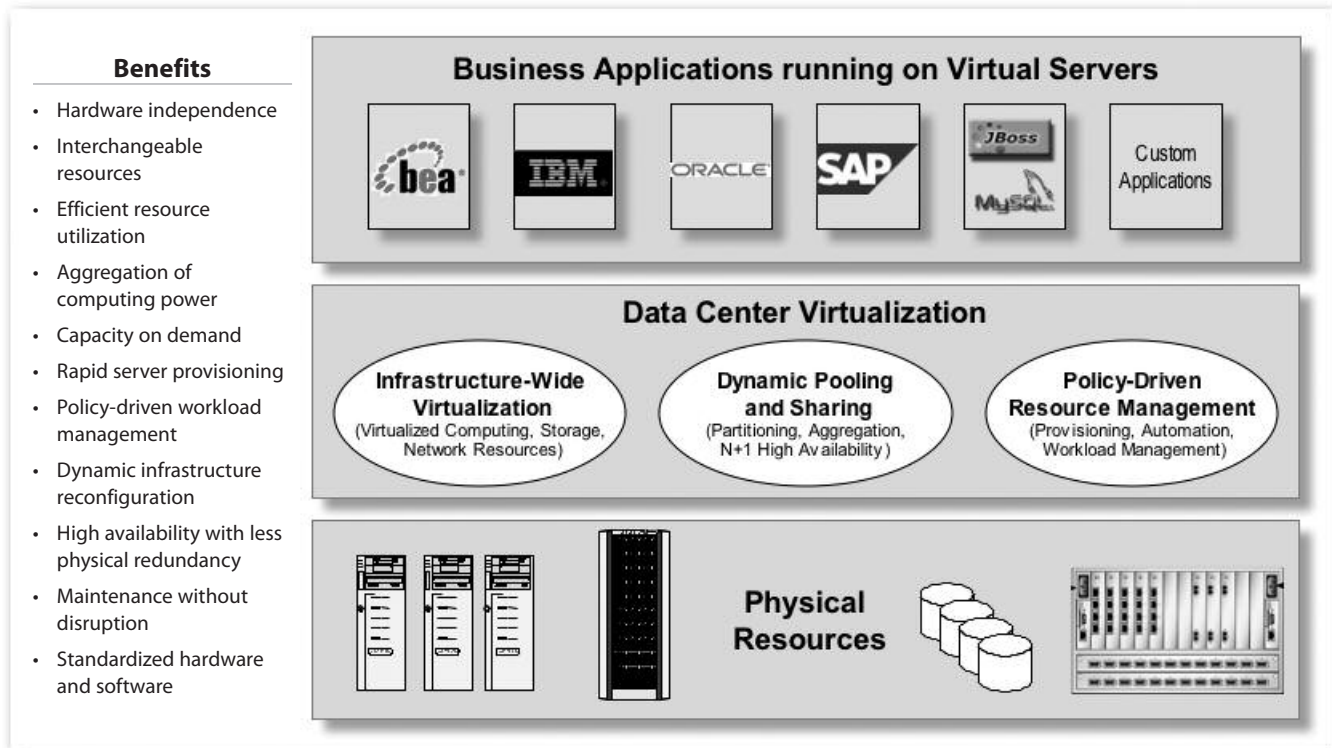 Benefits
• Hardware independence
• Interchangeable
resources
• Efficient resource
utilization
• Aggregation of
computing power
• Capacity on demand
• Rapid server provisioning
• Policy-driven workload
management
• Dynamic infrastructure
reconfiguration
• High availability with less
physical redundancy
• Maintenance without
disruption
• Standardized hardware
and software
Business Applications running on Virtual Servers
bea
IBM
ORACLE
SAP
JBoss
MySQL
Custom
Applications
Data Center Virtualization
Infrastructure-Wide
Virtualization
(Virtualized Computing, Storage,
Network Resources)
Dynamic Pooling
and Sharing
(Partitioning, Aggregation,
N+1 High Availability)
Policy-Driven
Resource Management
(Provisioning, Automation,
Workload Management)
Physical
Resources